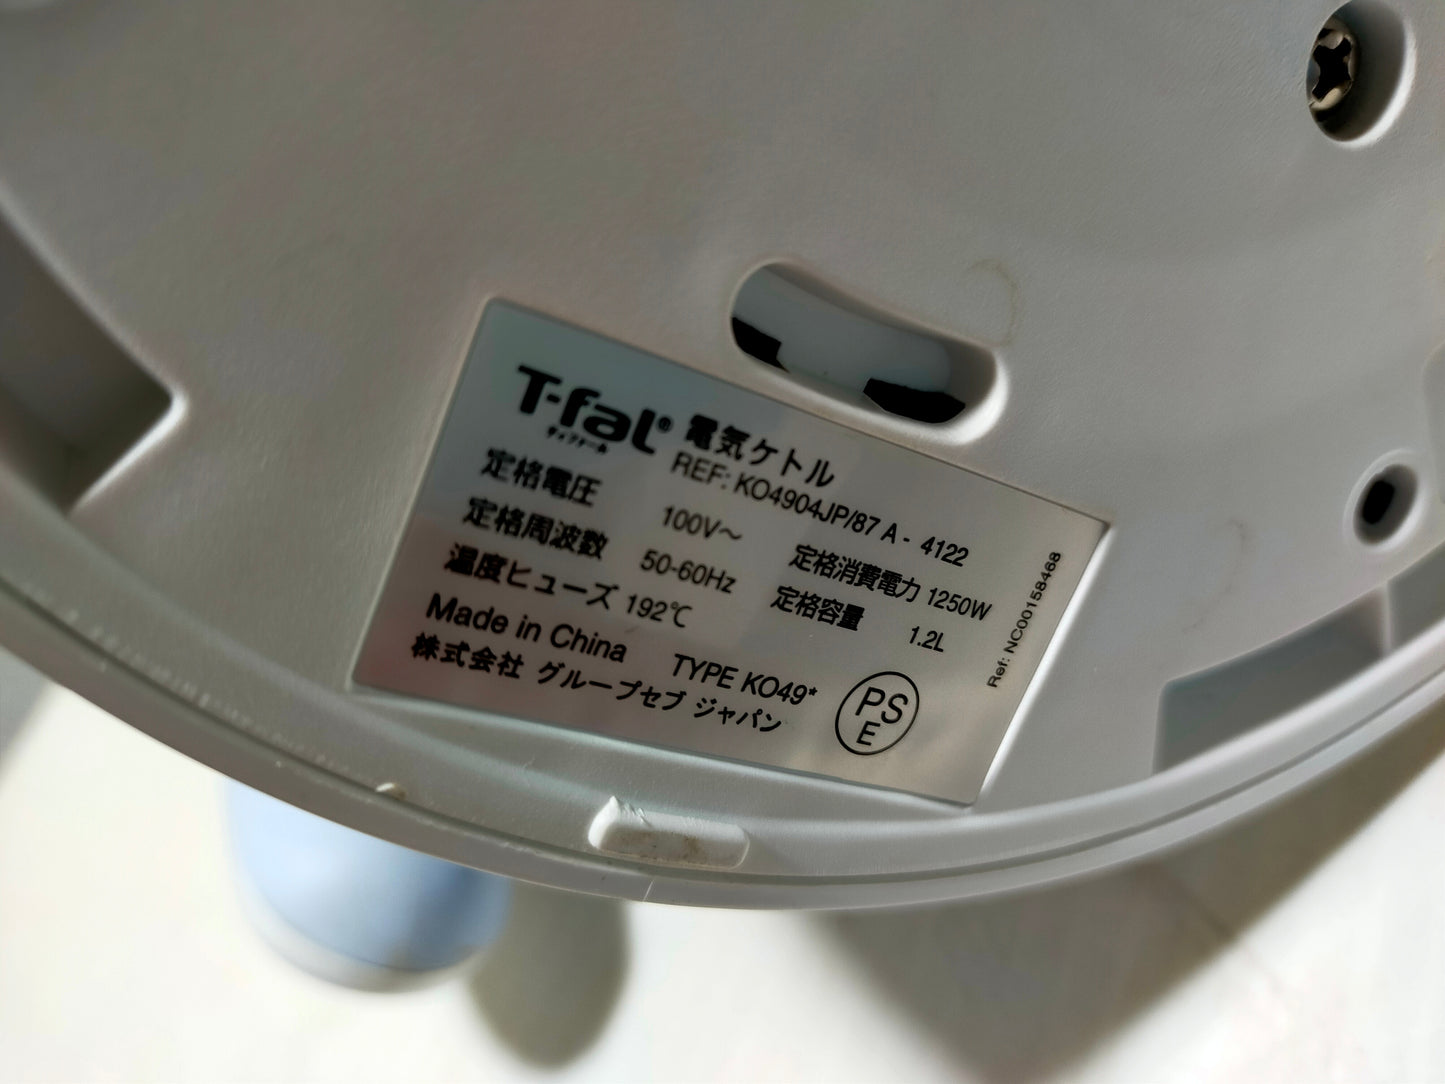 T-fal® 電気ケトル
ティファール
REF: KO4904JP/87 A - 4122
定格電圧 100V～ 定格消費電力 1250W
定格周波数 50-60Hz 定格容量 1.2L
温度ヒューズ 192℃
Made in China TYPE KO49*
株式会社 グループセブ ジャパン
PS
E
Ref: NC00158468